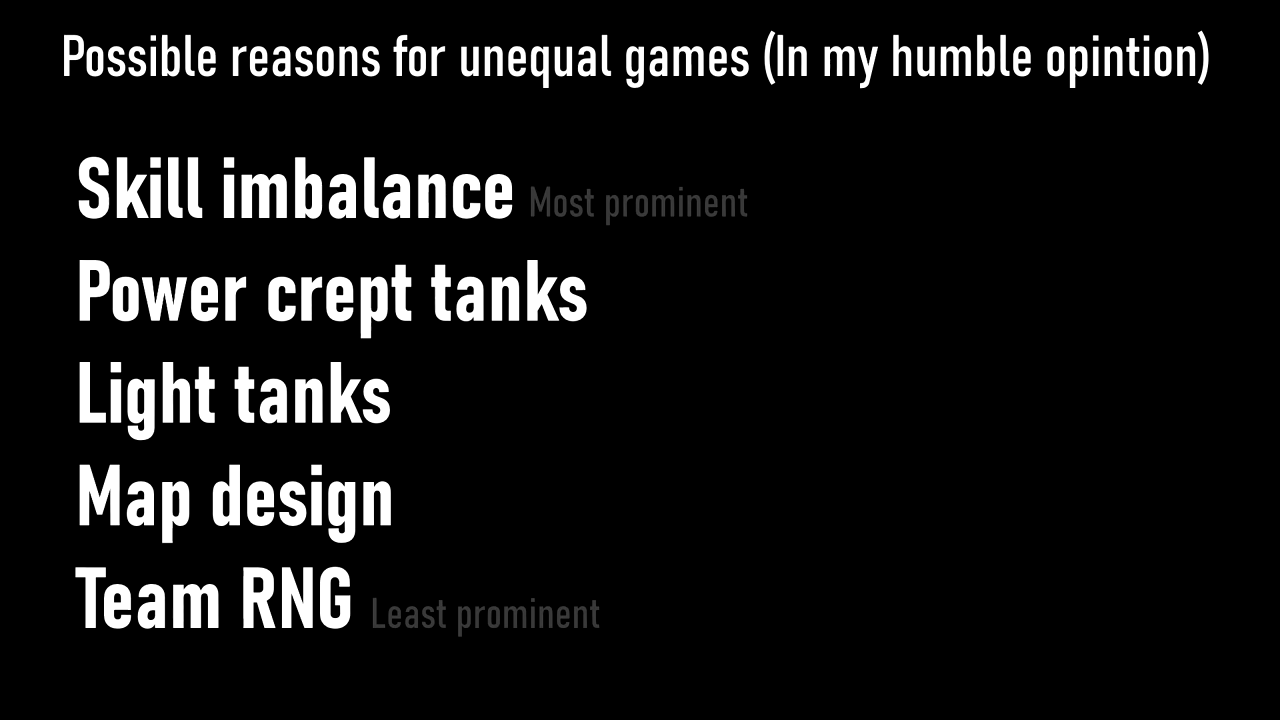 Possible reasons for unequal games (In my humble opintion)
Skill imbalance Most prominent
Power crept tanks
Light tanks
Map design
Team RNG Least prominent